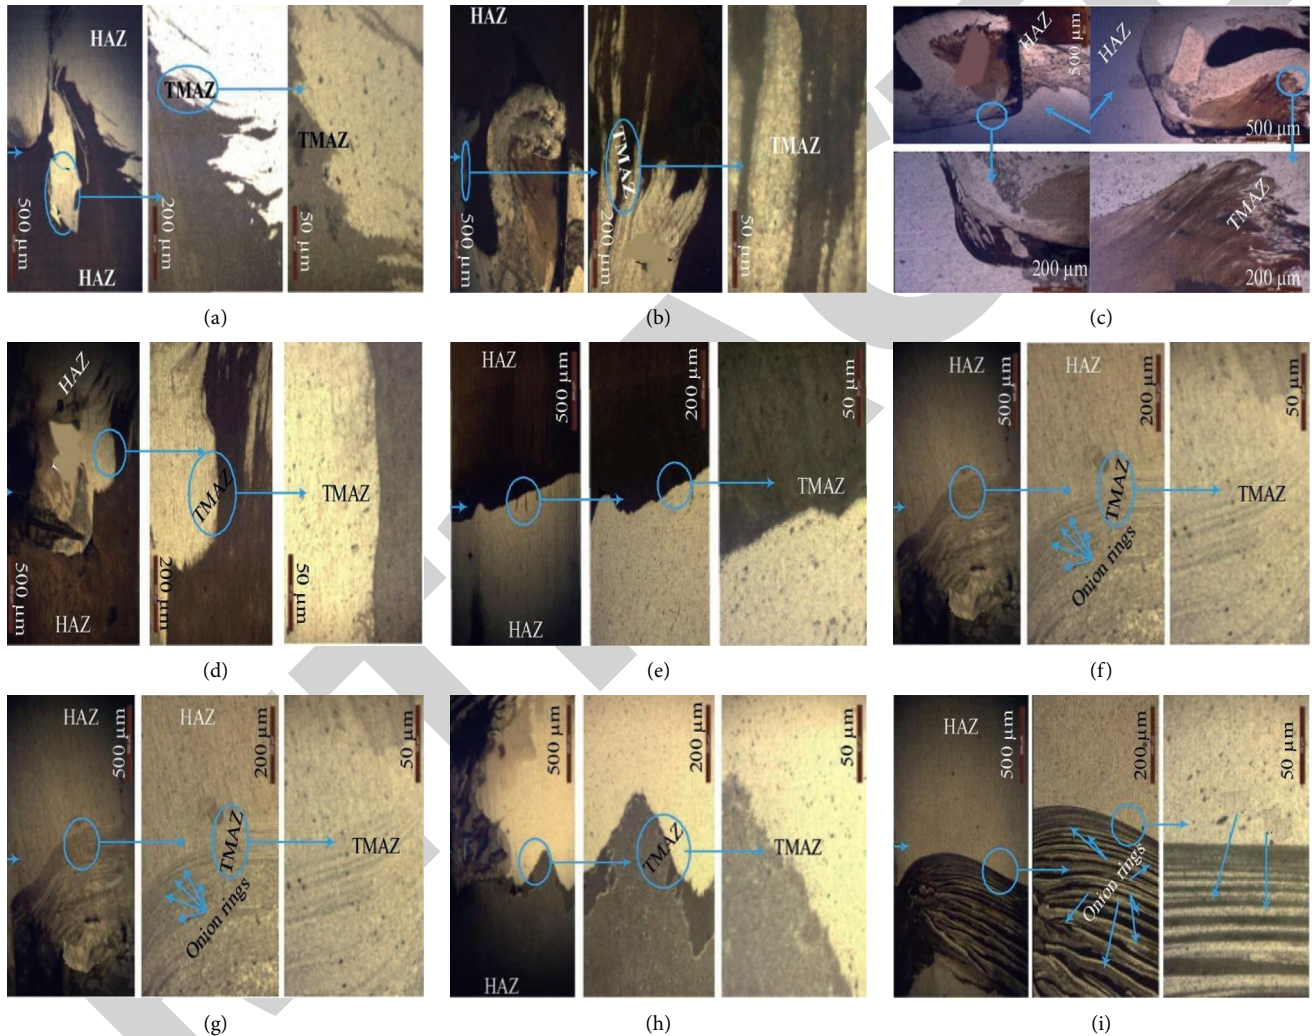 HAZ
TMAZ
TMAZ
HAZ
500 µm
200 µm
50 µm
(a)
HAZ
TMAZ
TMAZ
500 µm
200 µm
50 µm
(b)
HAZ
500 µm
HAZ
500 µm
200 µm
TMAZ
200 µm
(c)
HAZ
TMAZ
TMAZ
500 µm
200 µm
50 µm
HAZ
(d)
HAZ
500 µm
200 µm
50 µm
TMAZ
HAZ
(e)
HAZ
500 µm
HAZ
200 µm
50 µm
TMAZ
TMAZ
Onion rings
(f)
HAZ
500 µm
HAZ
200 µm
50 µm
TMAZ
TMAZ
Onion rings
(g)
500 µm
200 µm
50 µm
TMAZ
TMAZ
HAZ
(h)
HAZ
500 µm
200 µm
50 µm
Onion rings
(i)